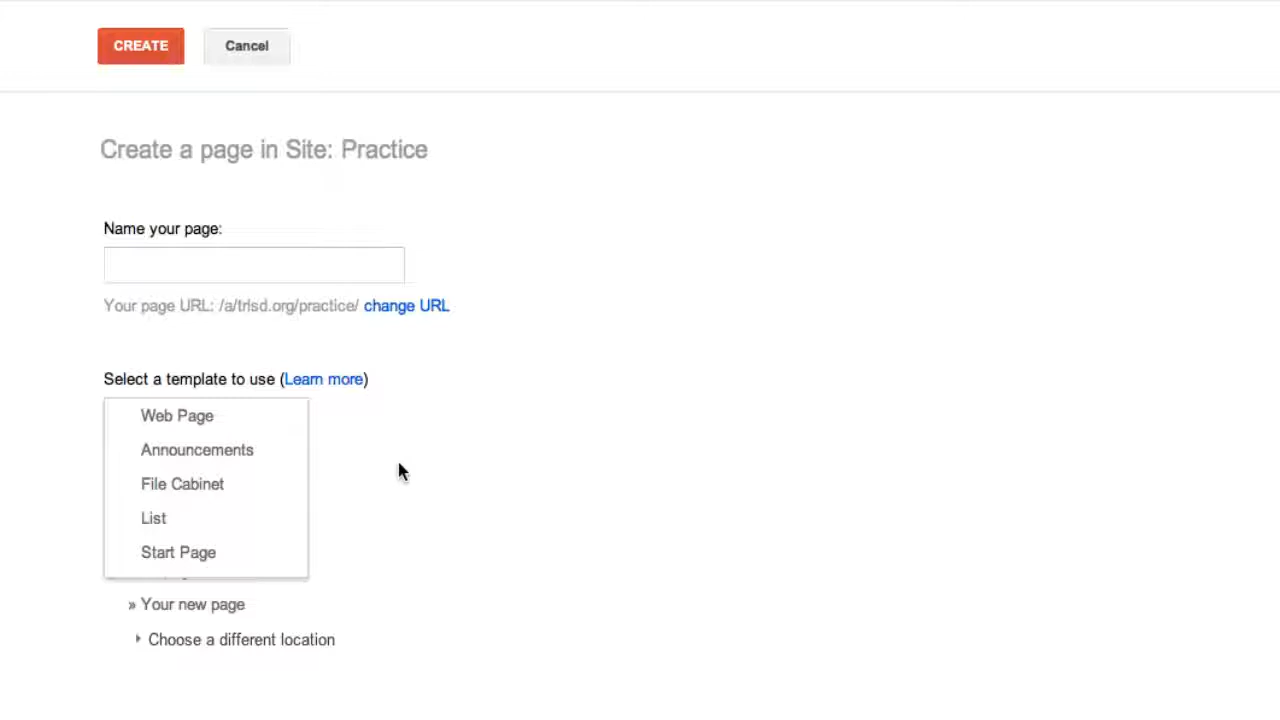 CREATE Cancel
Create a page in Site: Practice
Name your page:
Your page URL: /a/trlsd.org/practice/ change URL
Select a template to use (Learn more)
Web Page
Announcements
File Cabinet
List
Start Page
» Your new page
Choose a different location